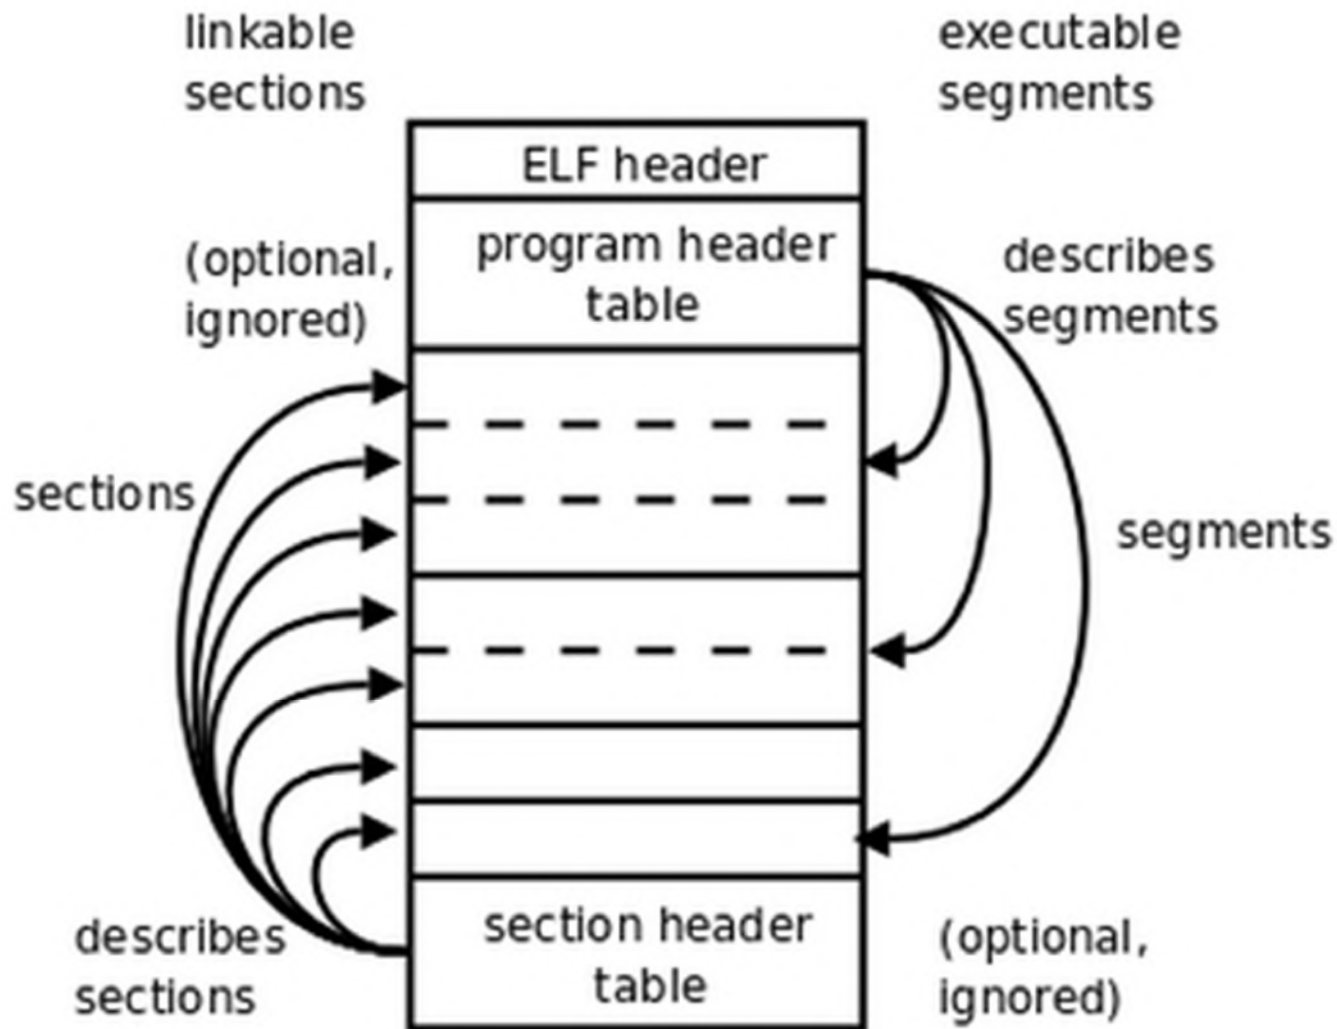 linkable
sections
executable
segments
ELF header
(optional,
ignored)
program header
table
describes
segments
sections
segments
describes
sections
section header
table
(optional,
ignored)